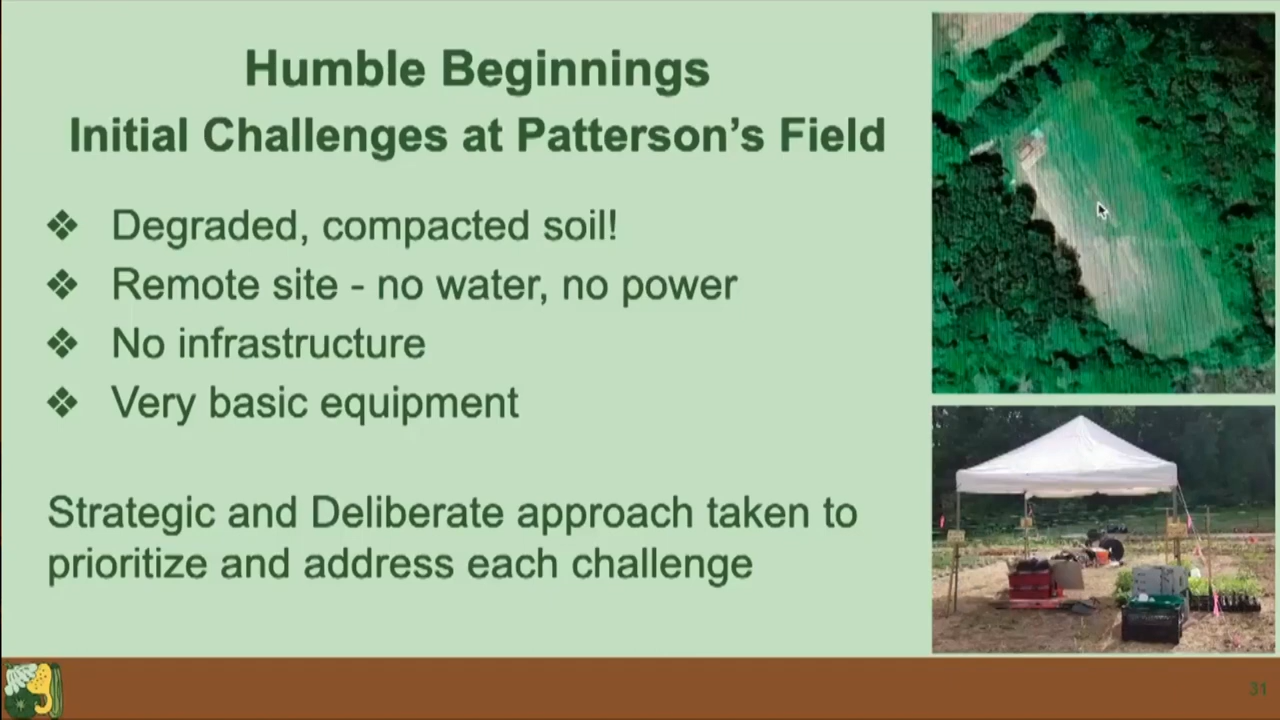 Humble Beginnings
Initial Challenges at Patterson's Field
❖ Degraded, compacted soil!
❖ Remote site - no water, no power
❖ No infrastructure
❖ Very basic equipment
Strategic and Deliberate approach taken to
prioritize and address each challenge
31